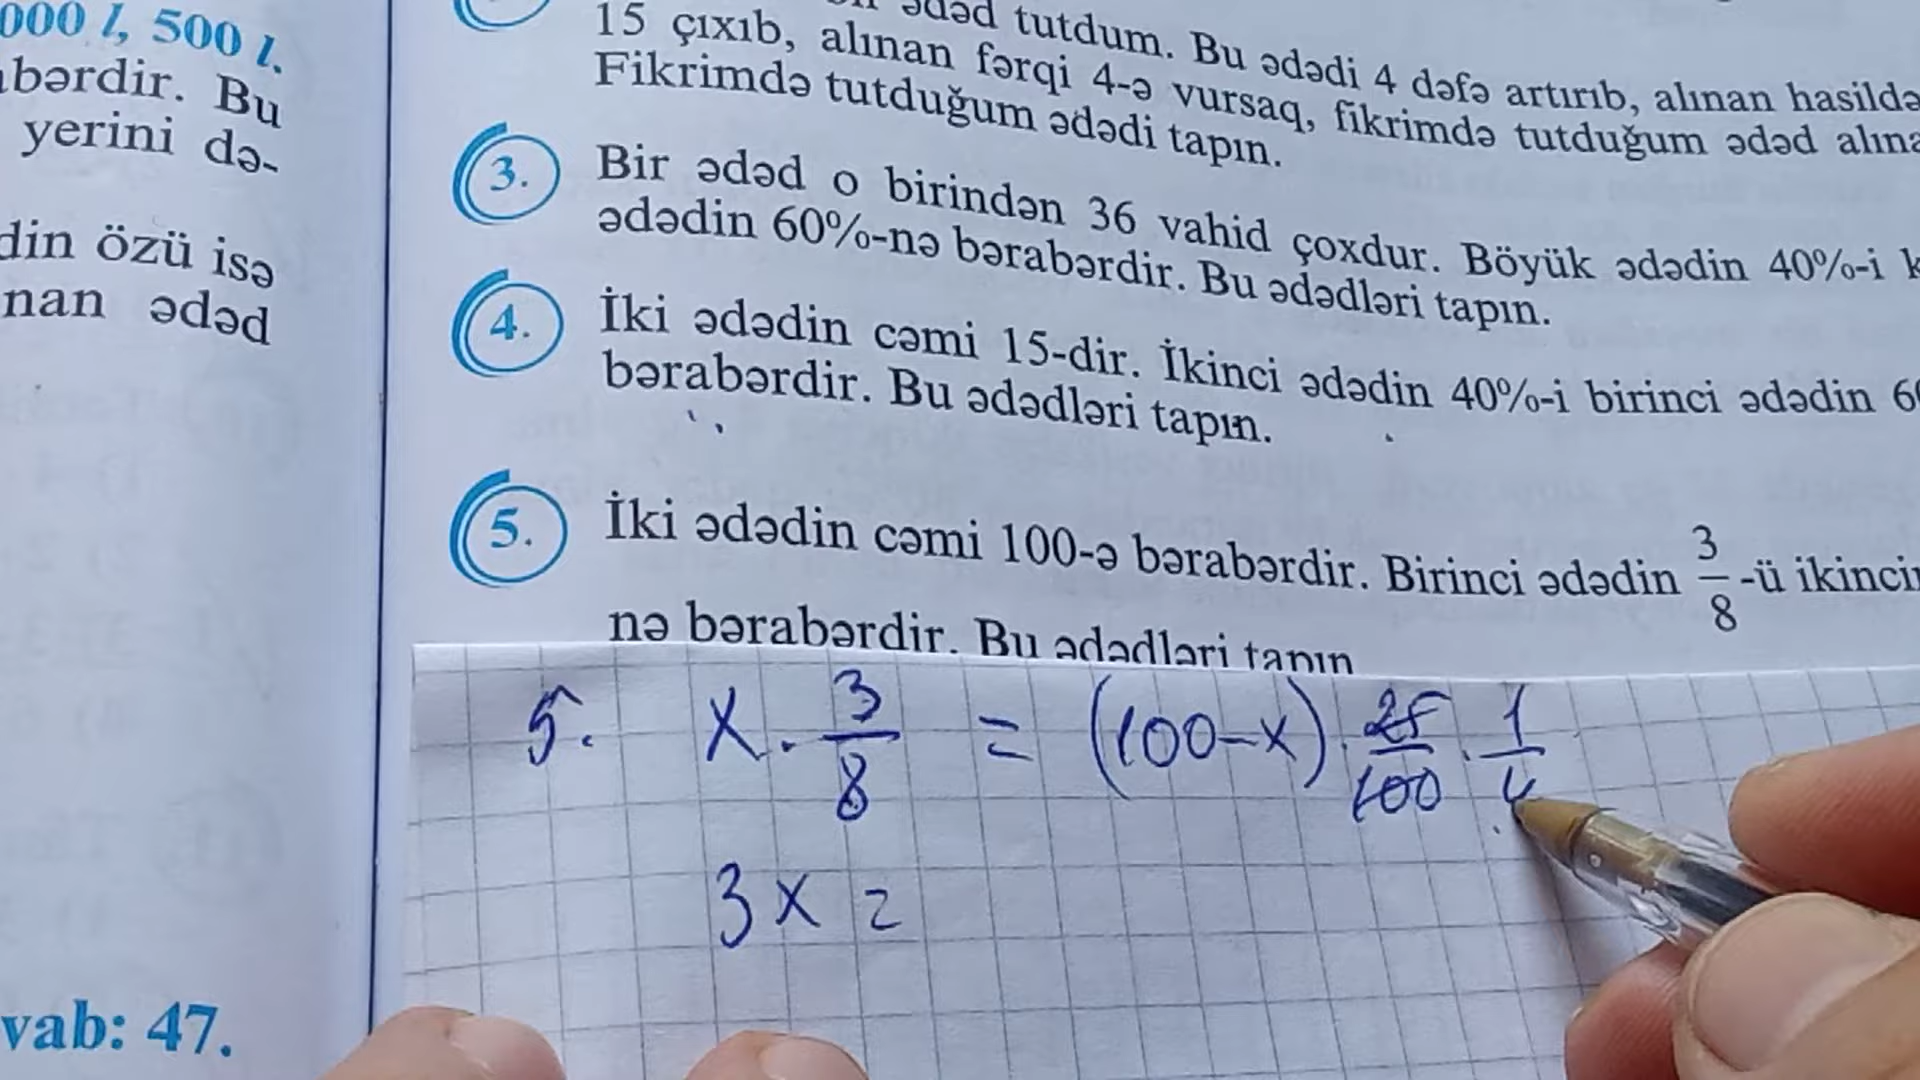 000 l, 500 l.
bərdir. Bu
yerini də-
din özü isə
nan ədəd
vab: 47.
ədəd tutdum. Bu ədədi 4 dəfə artırıb, alınan hasildə
15 çıxıb, alınan fərqi 4-ə vursaq, fikrimdə tutduğum ədəd alına
Fikrimdə tutduğum ədədi tapın.
3. Bir ədəd o birindən 36 vahid çoxdur. Böyük ədədin 40%-i k
ədədin 60%-nə bərabərdir. Bu ədədləri tapın.
4. İki ədədin cəmi 15-dir. İkinci ədədin 40%-i birinci ədədin 60
bərabərdir. Bu ədədləri tapın.
5. İki ədədin cəmi 100-ə bərabərdir. Birinci ədədin 3/8-ü ikincin
nə bərabərdir. Bu ədədləri tapın
5. x · 3/8 = (100-x) · 25/100 · 1/4
3x =